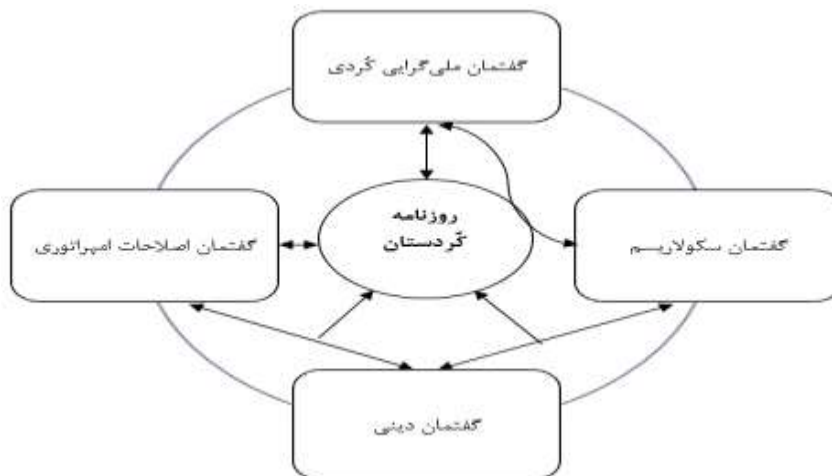 گفتمان ملی‌گرایی کُردی
روزنامه
کُردستان
گفتمان سکولاریسم
گفتمان اصلاحات امپراتوری
گفتمان دینی